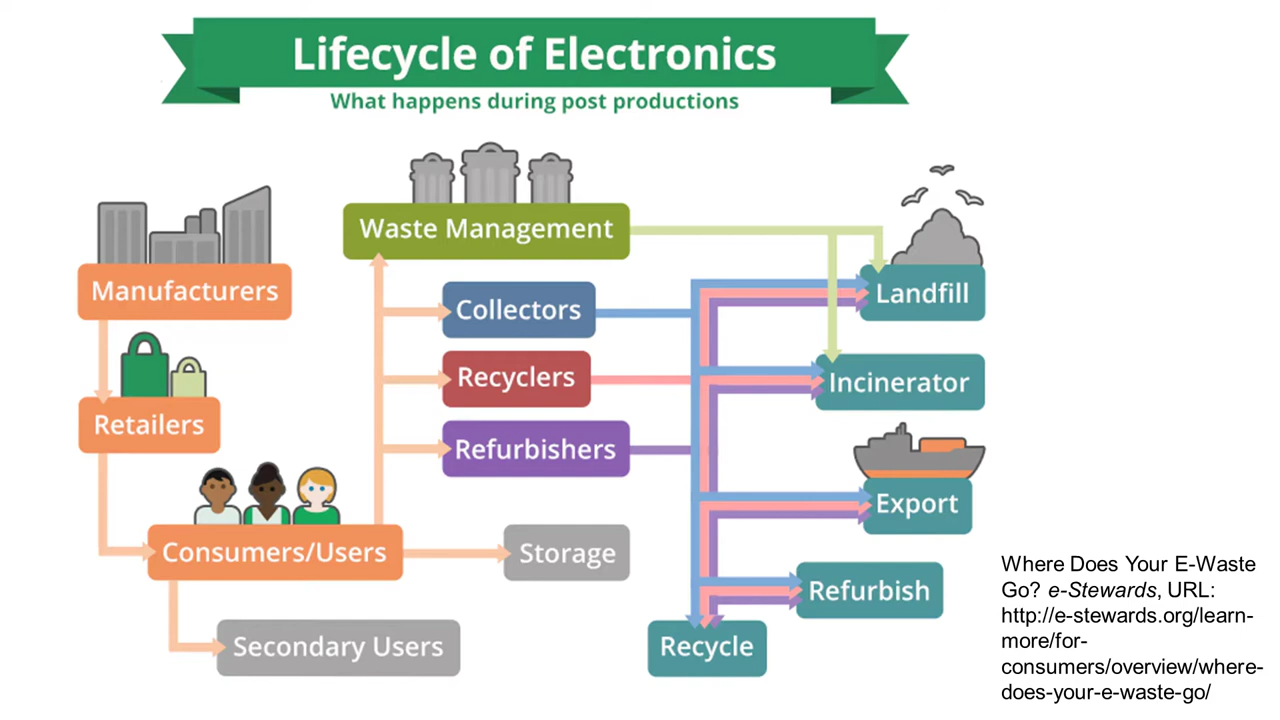 Lifecycle of Electronics
What happens during post productions
Waste Management
Manufacturers
Landfill
Collectors
Recyclers
Incinerator
Retailers
Refurbishers
Export
Consumers/Users
Storage
Refurbish
Secondary Users
Recycle
Where Does Your E-Waste
Go? e-Stewards, URL:
http://e-stewards.org/learn-
more/for-
consumers/overview/where-
does-your-e-waste-go/